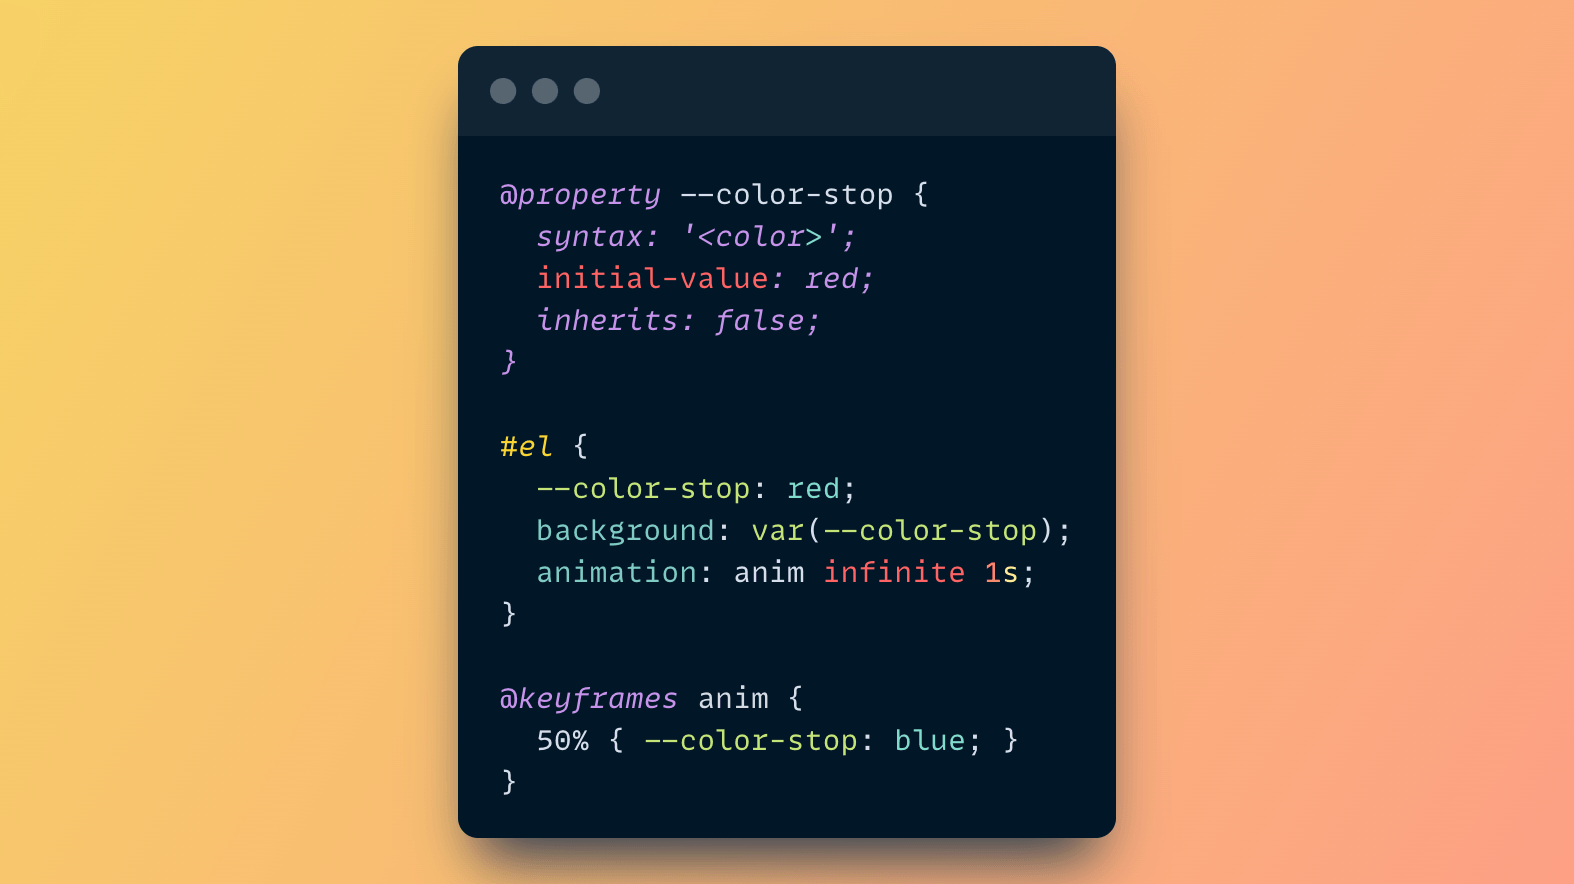 @property --color-stop {
  syntax: '<color>';
  initial-value: red;
  inherits: false;
}

#el {
  --color-stop: red;
  background: var(--color-stop);
  animation: anim infinite 1s;
}

@keyframes anim {
  50% { --color-stop: blue; }
}